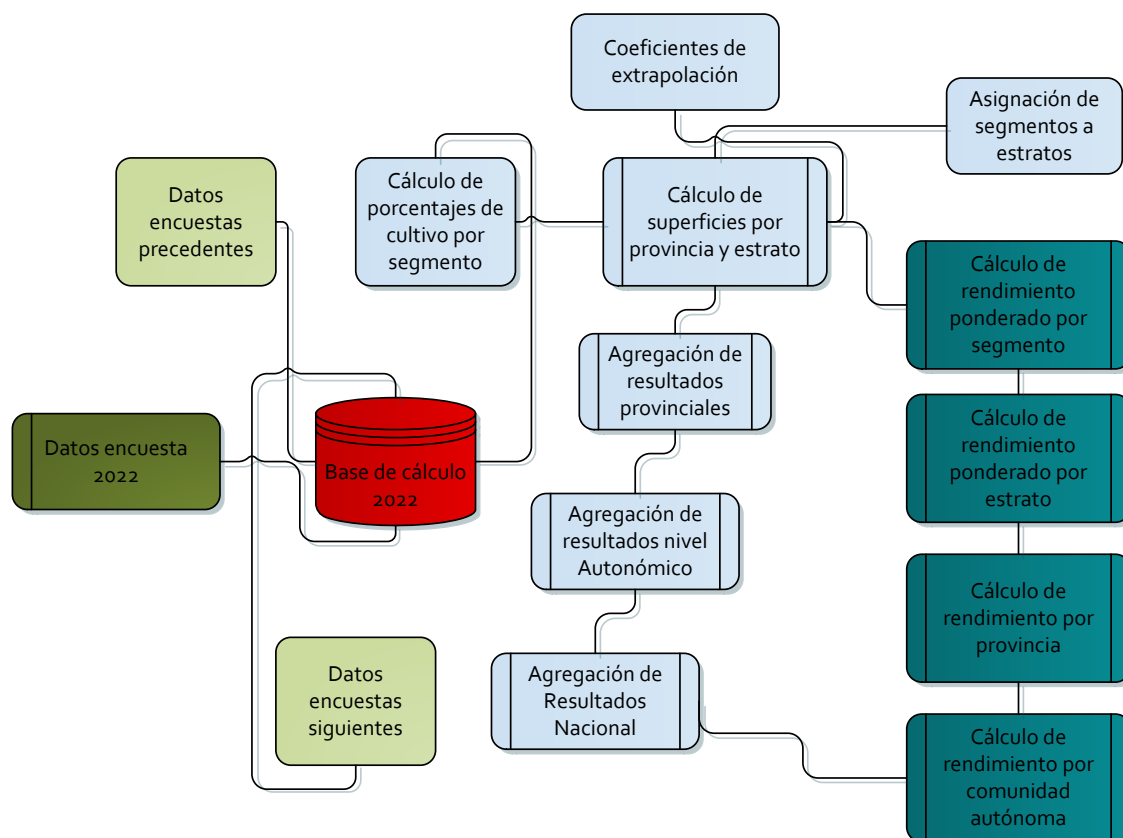 Coeficientes de
extrapolación
Asignación de
segmentos a
estratos
Datos
encuestas
precedentes
Cálculo de
porcentajes de
cultivo por
segmento
Cálculo de
superficies por
provincia y estrato
Cálculo de
rendimiento
ponderado por
segmento
Agregación de
resultados
provinciales
Datos encuesta
2022
Base de cálculo
2022
Cálculo de
rendimiento
ponderado por
estrato
Agregación de
resultados nivel
Autonómico
Cálculo de
rendimiento por
provincia
Datos
encuestas
siguientes
Agregación de
Resultados
Nacional
Cálculo de
rendimiento por
comunidad
autónoma